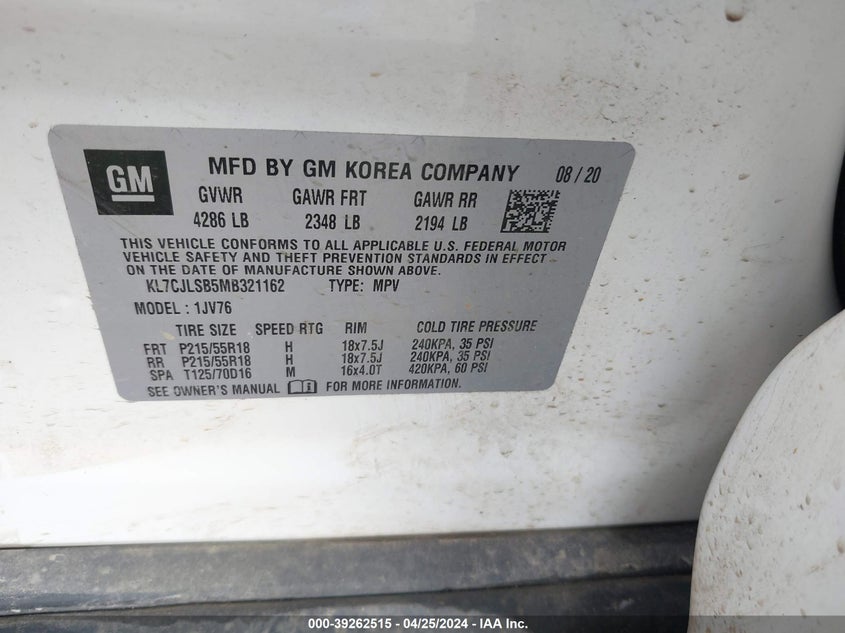 GM
MFD BY GM KOREA COMPANY 08 / 20
GVWR GAWR FRT GAWR RR
4286 LB 2348 LB 2194 LB
THIS VEHICLE CONFORMS TO ALL APPLICABLE U.S. FEDERAL MOTOR
VEHICLE SAFETY AND THEFT PREVENTION STANDARDS IN EFFECT
ON THE DATE OF MANUFACTURE SHOWN ABOVE.
KL7CJLSB5MB321162 TYPE: MPV
MODEL : 1JV76
TIRE SIZE SPEED RTG RIM COLD TIRE PRESSURE
FRT P215/55R18 H 18x7.5J 240KPA, 35 PSI
RR P215/55R18 H 18x7.5J 240KPA, 35 PSI
SPA T125/70D16 M 16x4.0T 420KPA, 60 PSI
SEE OWNER'S MANUAL FOR MORE INFORMATION.
000-39262515 - 04/25/2024 - IAA Inc.